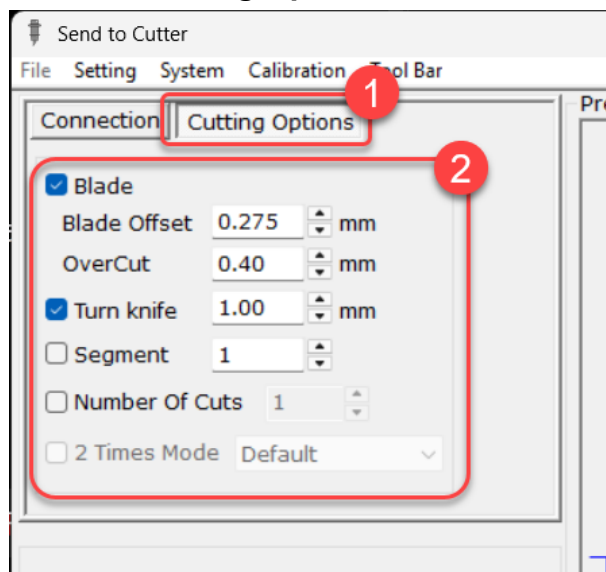 Send to Cutter
File Setting System Calibration Tool Bar
1
Connection Cutting Options
2
Blade
Blade Offset 0.275 mm
OverCut 0.40 mm
Turn knife 1.00 mm
Segment 1
Number Of Cuts 1
2 Times Mode Default